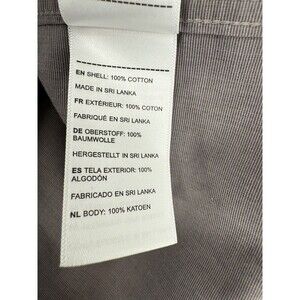 EN SHELL: 100% COTTON
MADE IN SRI LANKA
FR EXTÉRIEUR: 100% COTON
FABRIQUÉ EN SRI LANKA
DE OBERSTOFF: 100%
BAUMWOLLE
HERGESTELLT IN SRI LANKA
ES TELA EXTERIOR: 100%
ALGODÓN
FABRICADO EN SRI LANKA
NL BODY: 100% KATOEN